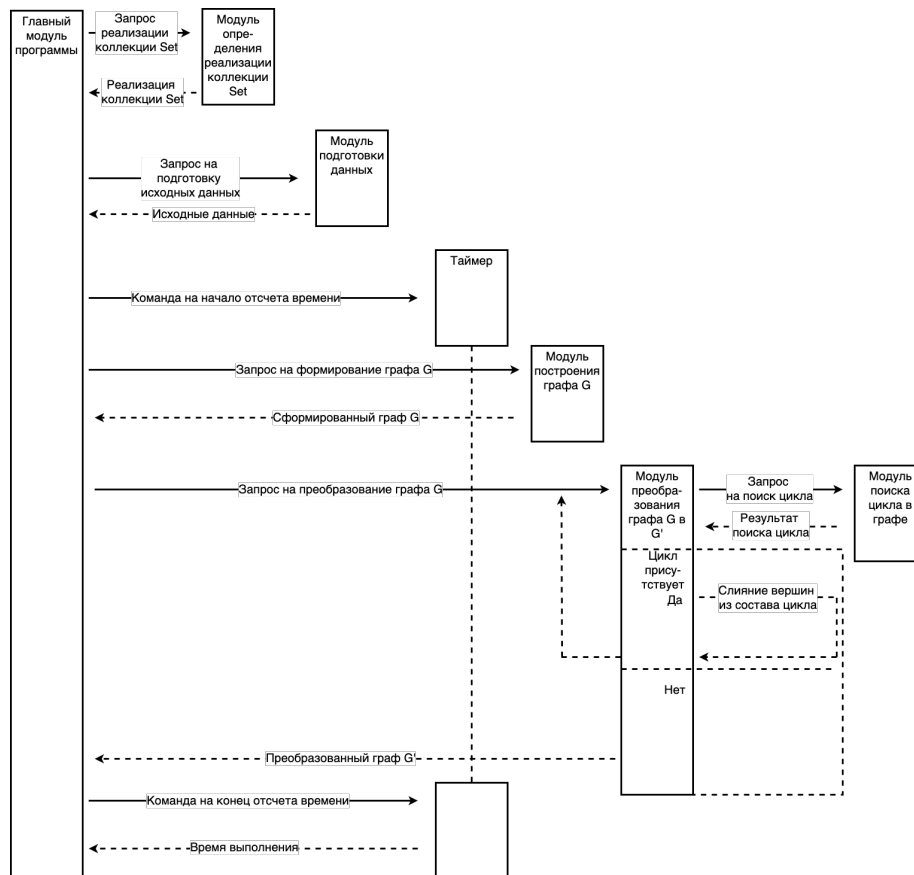 Главный
модуль
программы
Запрос
реализации
коллекции Set
Модуль
опре-
деления
реализации
коллекции
Set
Реализация
коллекции Set
Модуль
подготовки
данных
Запрос на
подготовку
исходных данных
Исходные данные
Таймер
Команда на начало отсчета времени
Модуль
построения
графа G
Запрос на формирование графа G
Сформированный граф G
Запрос на преобразование графа G
Модуль
преобра-
зования
графа G в
G'
Запрос
на поиск цикла
Модуль
поиска
цикла в
графе
Результат
поиска цикла
Цикл
прису-
тствует
Да
Слияние вершин
из состава цикла
Нет
Преобразованный граф G'
Команда на конец отсчета времени
Время выполнения